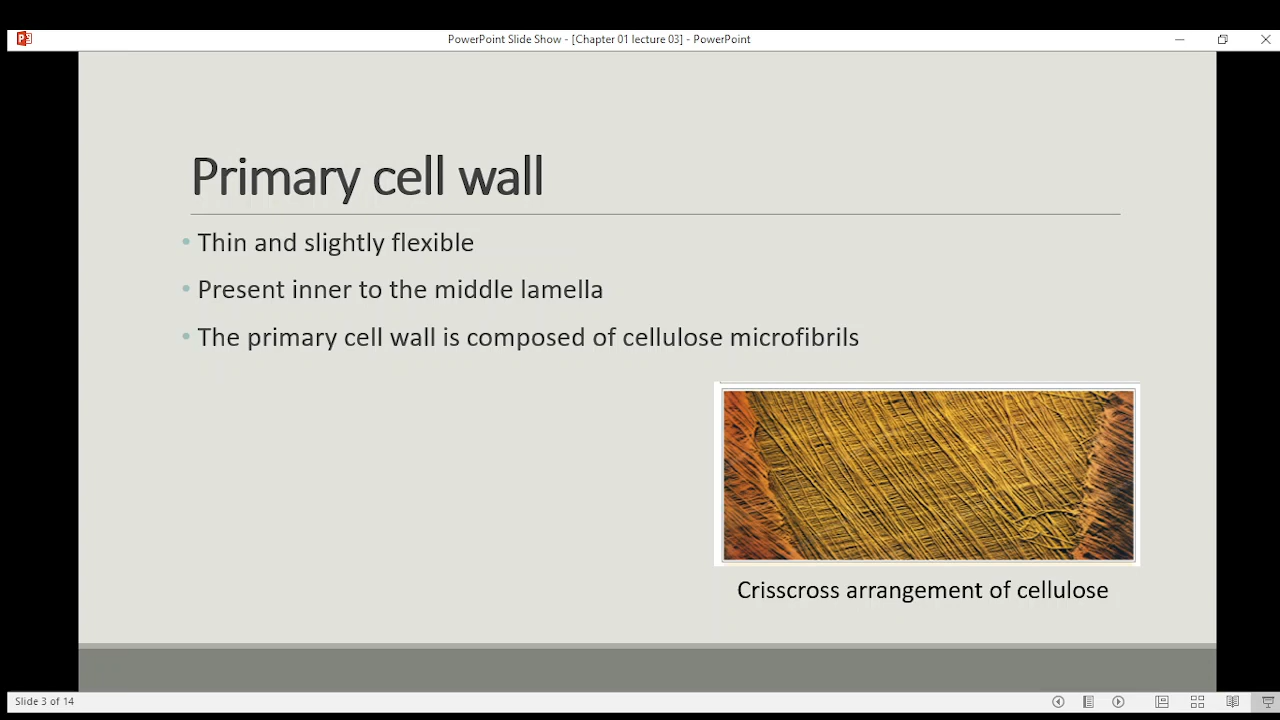 PowerPoint Slide Show - [Chapter 01 lecture 03] - PowerPoint
Primary cell wall
• Thin and slightly flexible
• Present inner to the middle lamella
• The primary cell wall is composed of cellulose microfibrils
Crisscross arrangement of cellulose
Slide 3 of 14